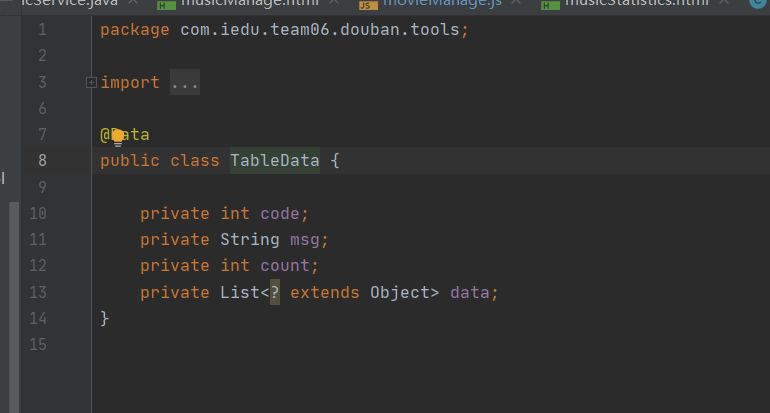 icService.java musicManage.html movieManage.js musicStatistics.html
1 package com.iedu.team06.douban.tools;
2
3 import ...
6
7 @Data
8 public class TableData {
9
10 private int code;
11 private String msg;
12 private int count;
13 private List<? extends Object> data;
14 }
15